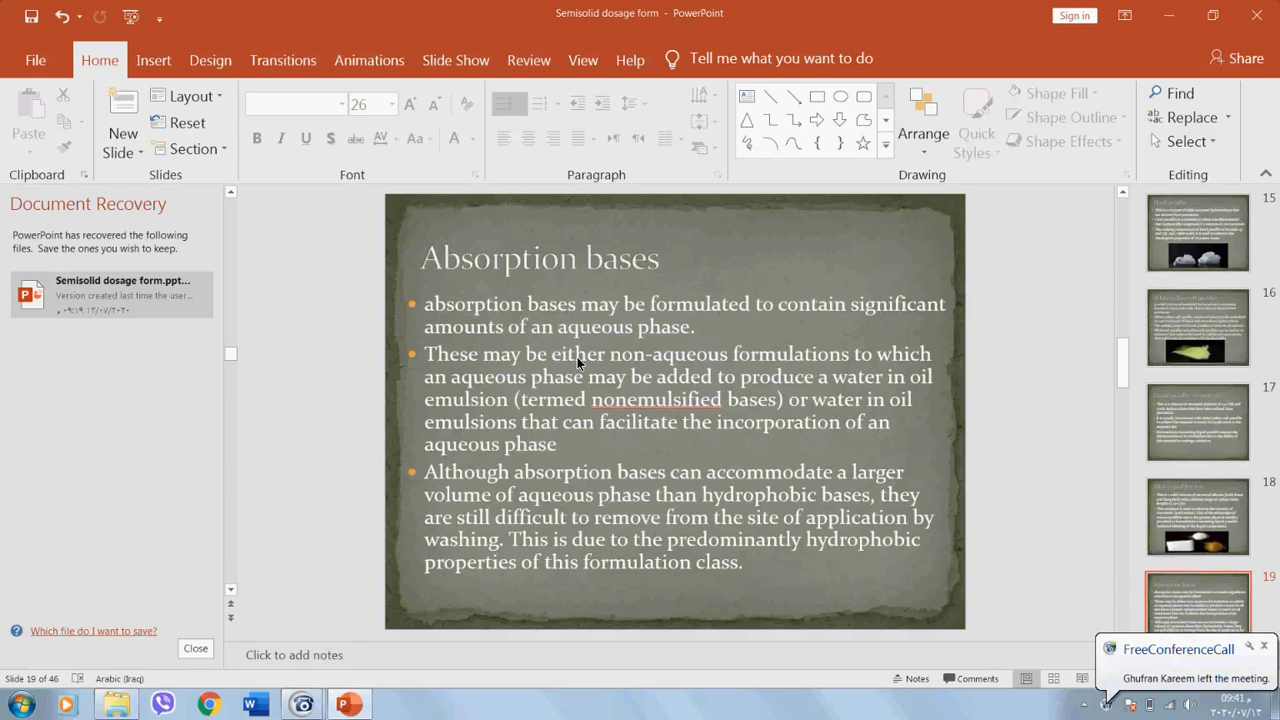 Semisolid dosage form - PowerPoint
Sign in
File Home Insert Design Transitions Animations Slide Show Review View Help Tell me what you want to do Share
Paste
Clipboard
New Slide
Layout
Reset
Section
Slides
26
B I U S abc AV Aa A
Font
Paragraph
Arrange
Quick Styles
Shape Fill
Shape Outline
Shape Effects
Drawing
Find
Replace
Select
Editing
Document Recovery
PowerPoint has recovered the following
files. Save the ones you wish to keep.
Semisolid dosage form.ppt...
Version created last time the user...
Which file do I want to save?
Close
Absorption bases
absorption bases may be formulated to contain significant
amounts of an aqueous phase.
These may be either non-aqueous formulations to which
an aqueous phase may be added to produce a water in oil
emulsion (termed nonemulsified bases) or water in oil
emulsions that can facilitate the incorporation of an
aqueous phase
Although absorption bases can accommodate a larger
volume of aqueous phase than hydrophobic bases, they
are still difficult to remove from the site of application by
washing. This is due to the predominantly hydrophobic
properties of this formulation class.
15
16
17
18
19
Absorption bases
Click to add notes
FreeConferenceCall
Ghufran Kareem left the meeting.
Slide 19 of 46 Arabic (Iraq) Notes Comments
09:41 م
٢٠٢٠/٠٧/١٣